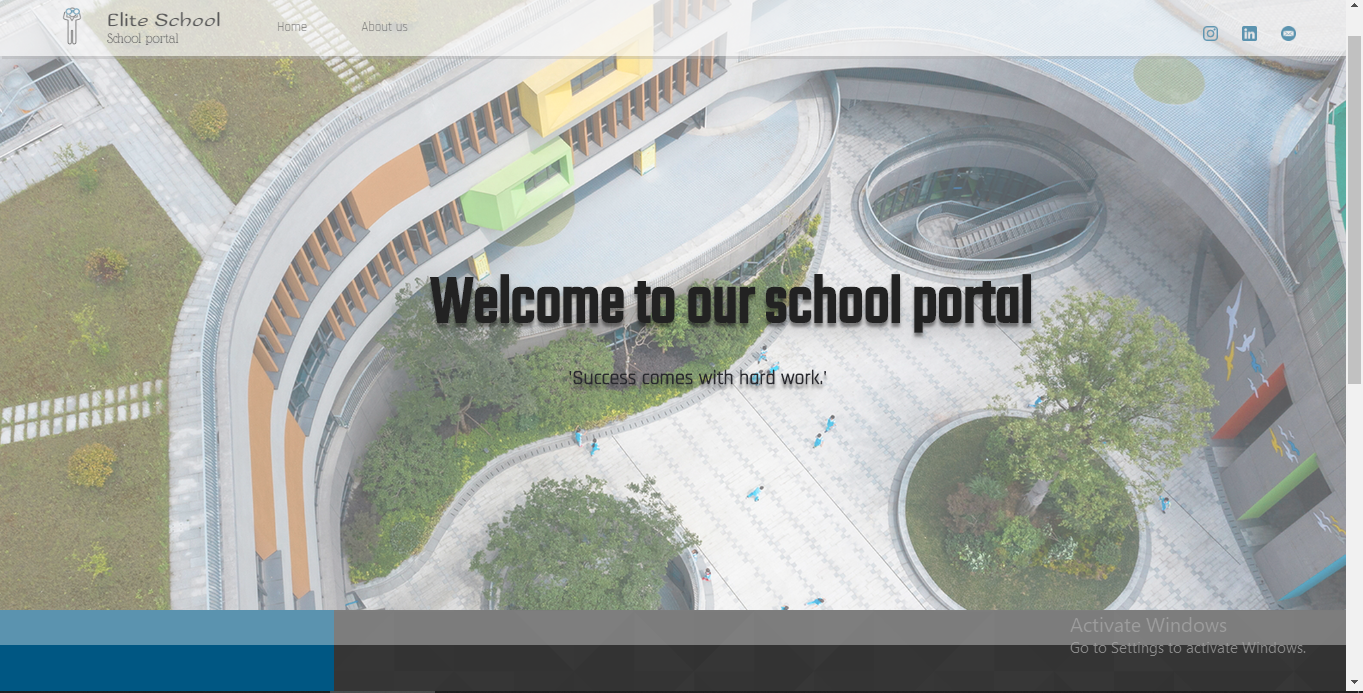 Elite School
School portal
Home
About us
Welcome to our school portal
'Success comes with hard work.'
Activate Windows
Go to Settings to activate Windows.